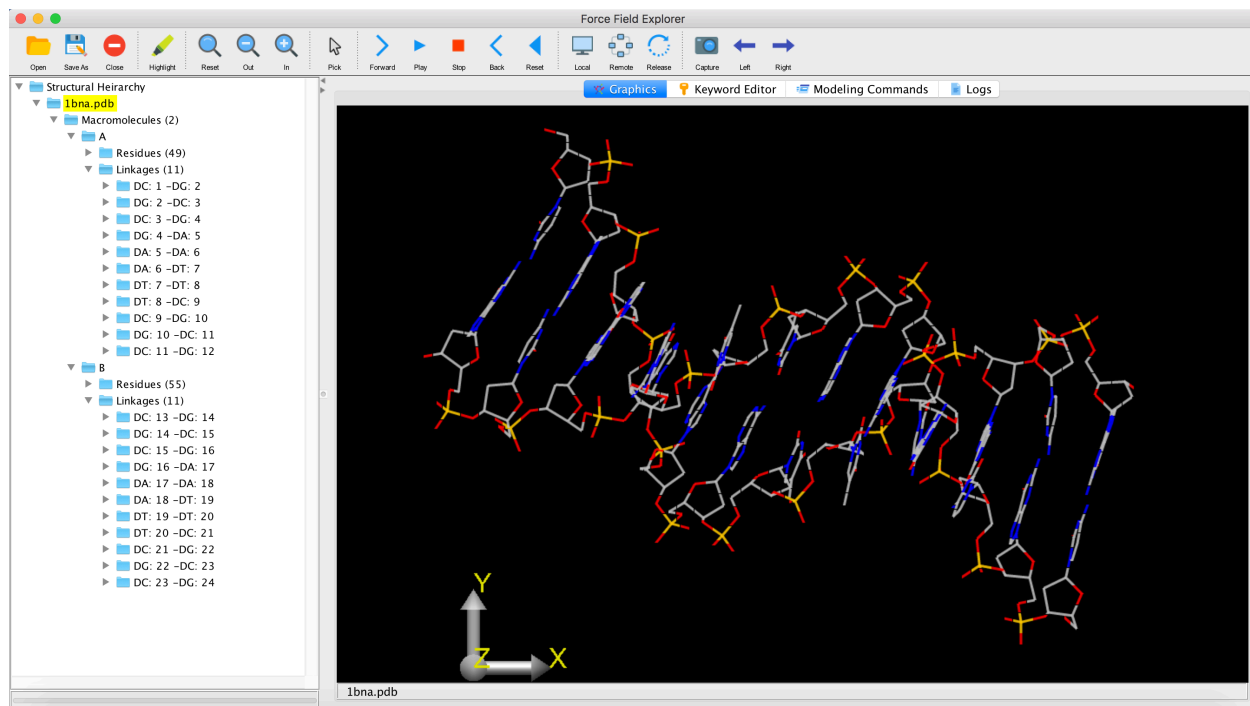 Force Field Explorer
Open Save As Close Highlight Reset Out In Pick Forward Play Stop Back Reset Local Remote Release Capture Left Right
Graphics Keyword Editor Modeling Commands Logs
Structural Heirarchy
1bna.pdb
Macromolecules (2)
A
Residues (49)
Linkages (11)
DC: 1 –DG: 2
DG: 2 –DC: 3
DC: 3 –DG: 4
DG: 4 –DA: 5
DA: 5 –DA: 6
DA: 6 –DT: 7
DT: 7 –DT: 8
DT: 8 –DC: 9
DC: 9 –DG: 10
DG: 10 –DC: 11
DC: 11 –DG: 12
B
Residues (55)
Linkages (11)
DC: 13 –DG: 14
DG: 14 –DC: 15
DC: 15 –DG: 16
DG: 16 –DA: 17
DA: 17 –DA: 18
DA: 18 –DT: 19
DT: 19 –DT: 20
DT: 20 –DC: 21
DC: 21 –DG: 22
DG: 22 –DC: 23
DC: 23 –DG: 24
Y
Z X
1bna.pdb